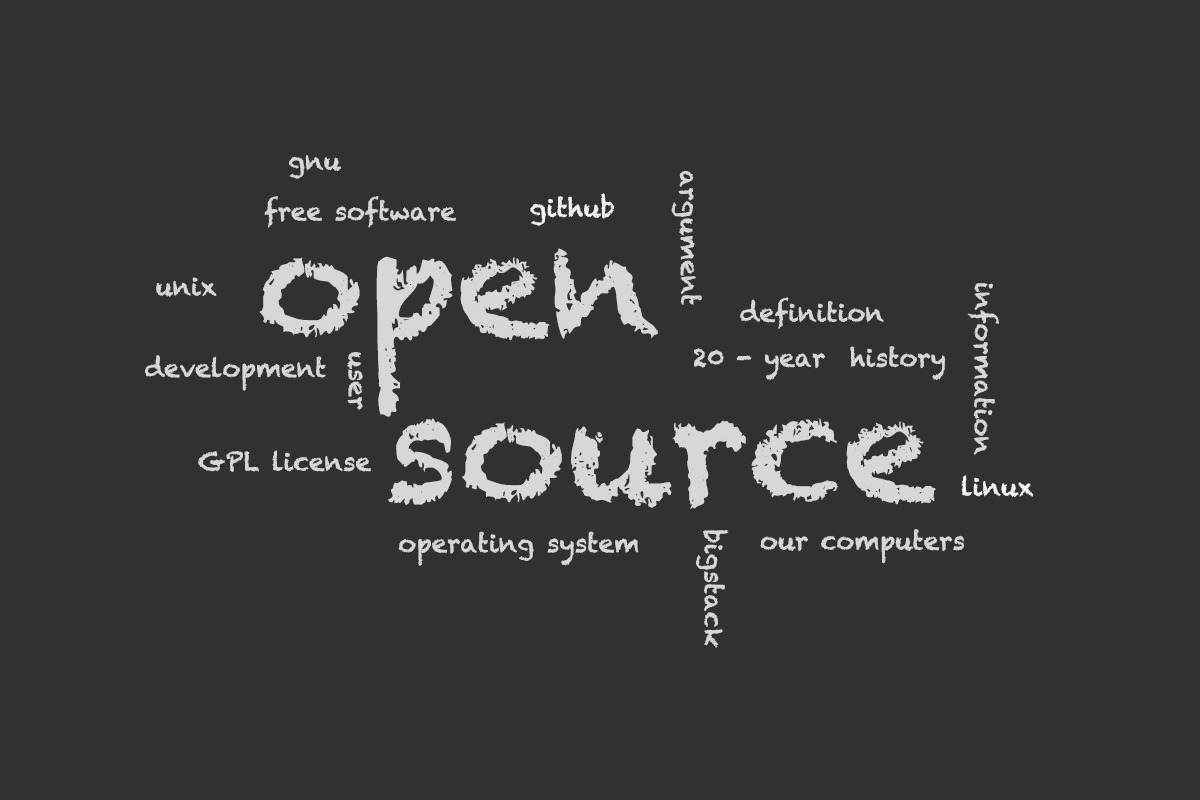 gnu
free software
github
argument
open
unix
definition
information
20 - year history
development
user
source
GPL license
linux
operating system
bigstack
our computers